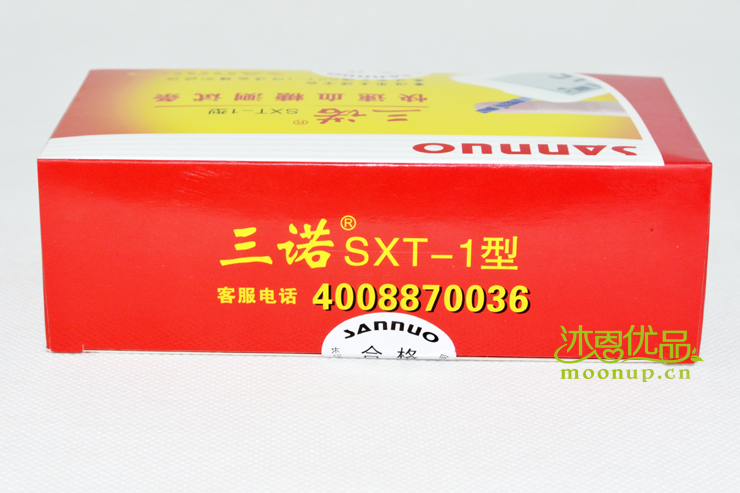 快速血糖测试条
三诺® SXT-1型
SANNUO
三诺® SXT-1型
客服电话 4008870036
SANNUO
合格
沐恩优品
moonup.cn